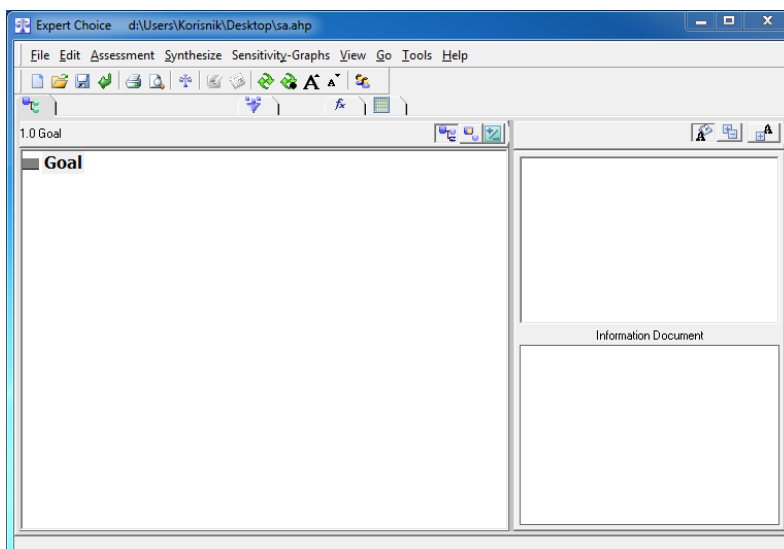 Expert Choice d:\Users\Korisnik\Desktop\sa.ahp
File Edit Assessment Synthesize Sensitivity-Graphs View Go Tools Help
A A
fx
1.0 Goal
A A
Goal
Information Document